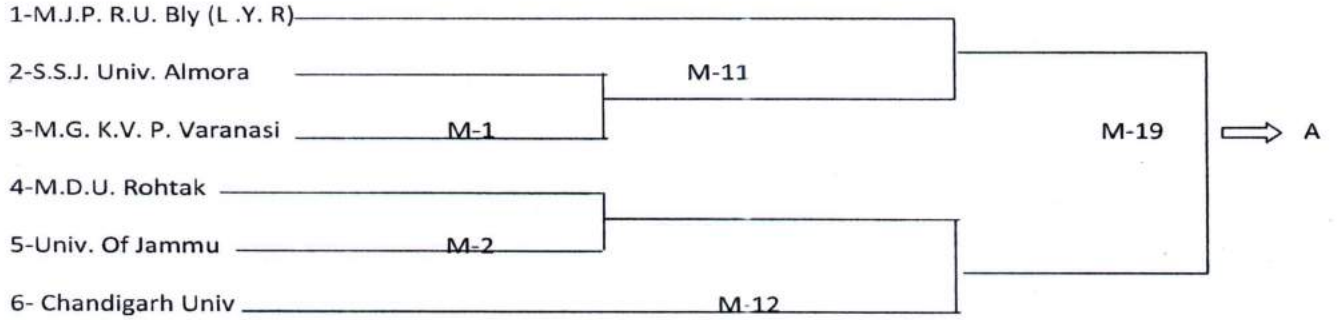 1-M.J.P. R.U. Bly (L .Y. R)
2-S.S.J. Univ. Almora
M-11
3-M.G. K.V. P. Varanasi
M-1
M-19
A
4-M.D.U. Rohtak
5-Univ. Of Jammu
M-2
6- Chandigarh Univ
M-12